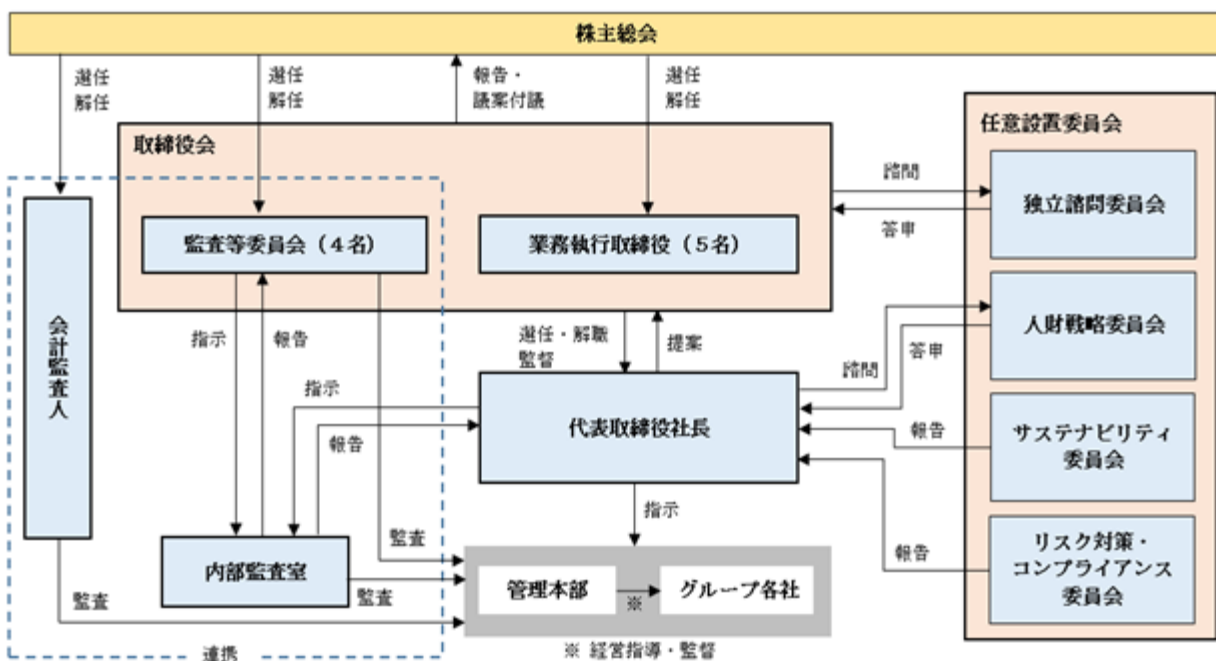 株主総会
選任
解任
選任
解任
報告・
議案付議
選任
解任
取締役会
任意設置委員会
監査等委員会（4名）
業務執行取締役（5名）
諮問
答申
独立諮問委員会
会計監査人
指示
報告
選任・解職
監督
提案
諮問
答申
人財戦略委員会
指示
報告
代表取締役社長
報告
サステナビリティ
委員会
指示
監査
報告
リスク対策・
コンプライアンス
委員会
内部監査室
監査
監査
管理本部
※
グループ各社
連携
※ 経営指導・監督